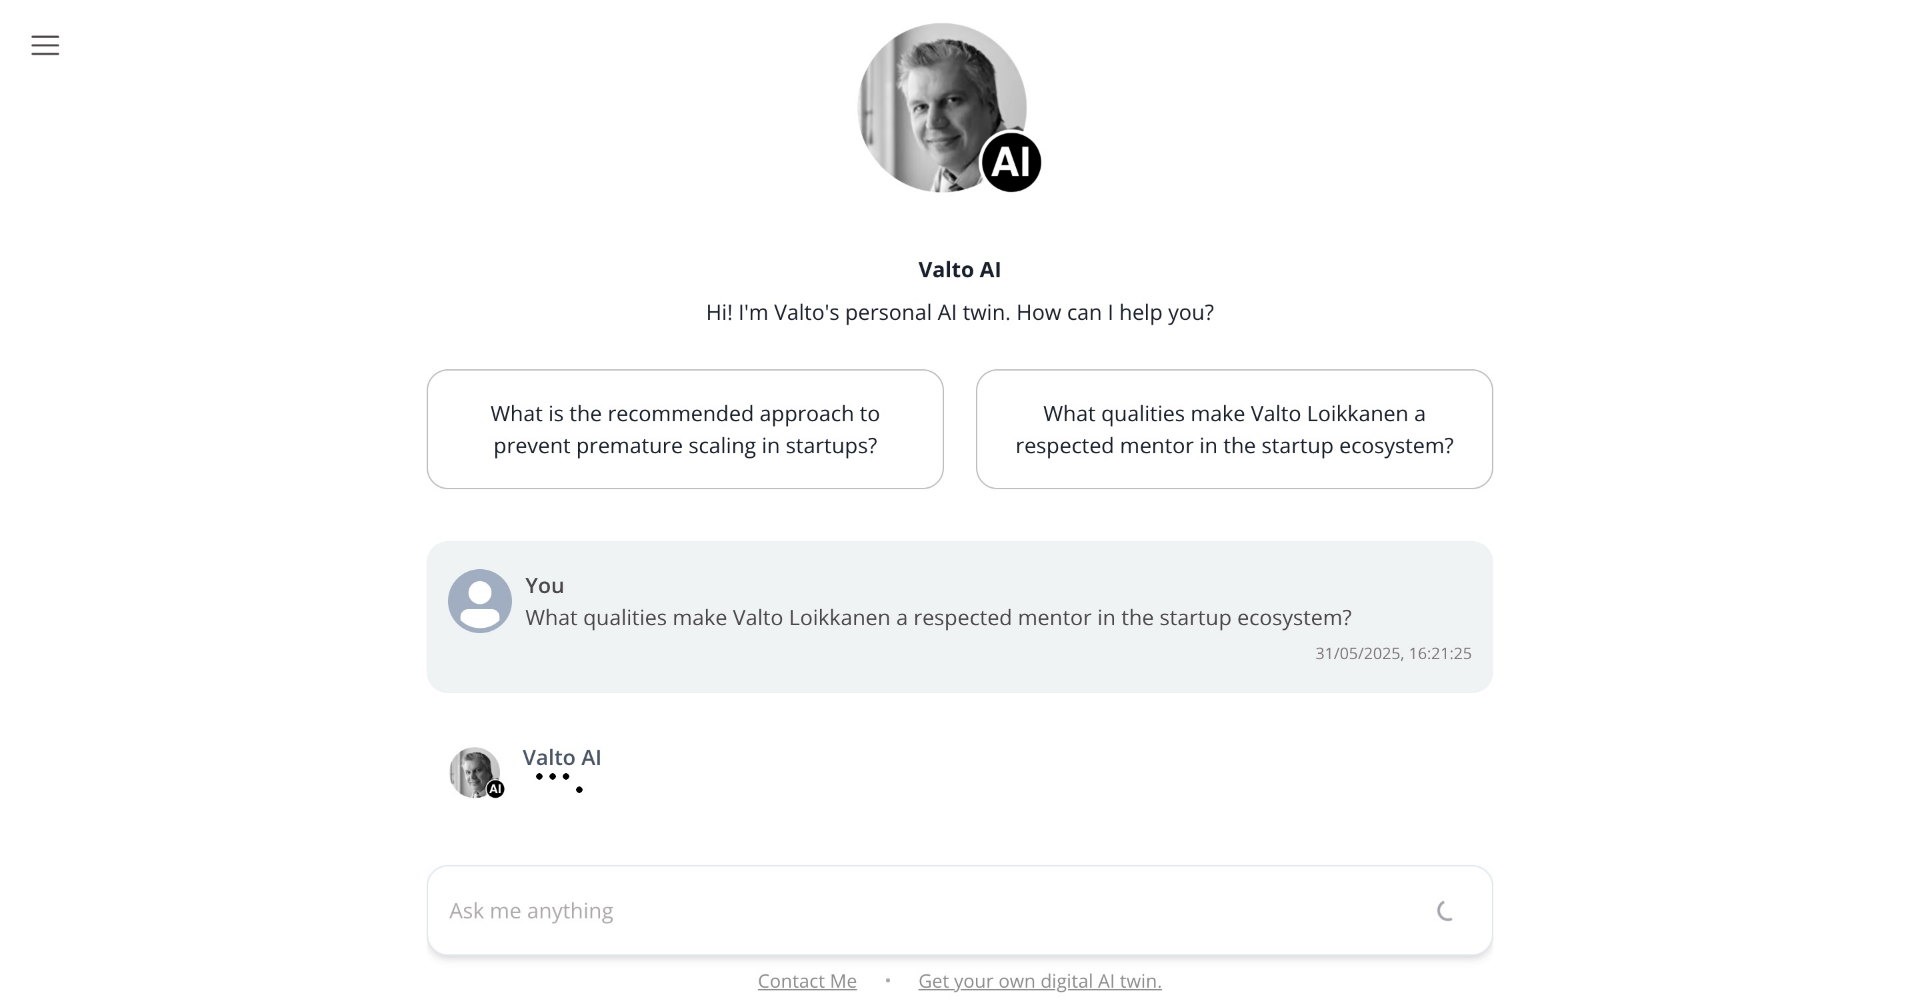 AI
Valto AI
Hi! I'm Valto's personal AI twin. How can I help you?
What is the recommended approach to
prevent premature scaling in startups?
What qualities make Valto Loikkanen a
respected mentor in the startup ecosystem?
You
What qualities make Valto Loikkanen a respected mentor in the startup ecosystem?
31/05/2025, 16:21:25
Valto AI
AI
Ask me anything
Contact Me • Get your own digital AI twin.